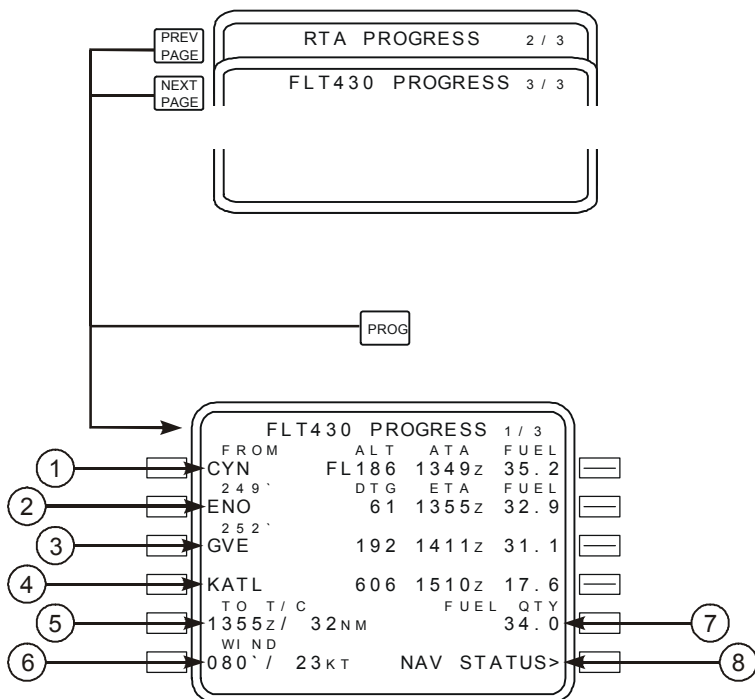 PREV
PAGE
RTA PROGRESS 2/3
NEXT
PAGE
FLT430 PROGRESS 3/3
PROG
FLT430 PROGRESS 1/3
FROM ALT ATA FUEL
1 CYN FL186 1349Z 35.2
249` DTG ETA FUEL
2 ENO 61 1355Z 32.9
252`
3 GVE 192 1411Z 31.1
4 KATL 606 1510Z 17.6
TO T/C FUEL QTY
5 1355Z/ 32NM 34.0 7
WIND
6 080`/ 23KT NAV STATUS> 8